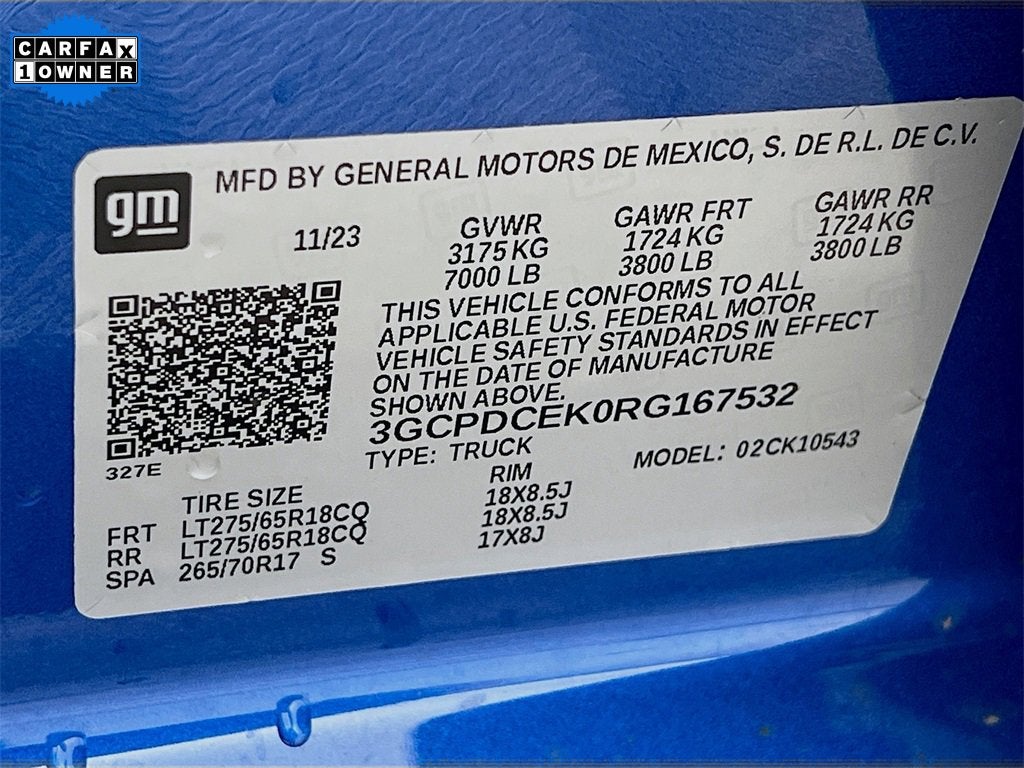 CARFAX
1 OWNER
gm
MFD BY GENERAL MOTORS DE MEXICO, S. DE R.L. DE C.V.
11/23
GVWR
3175 KG
7000 LB
GAWR FRT
1724 KG
3800 LB
GAWR RR
1724 KG
3800 LB
THIS VEHICLE CONFORMS TO ALL
APPLICABLE U.S. FEDERAL MOTOR
VEHICLE SAFETY STANDARDS IN EFFECT
ON THE DATE OF MANUFACTURE
SHOWN ABOVE.
3GCPDCEK0RG167532
TYPE: TRUCK
MODEL: 02CK10543
327E
TIRE SIZE RIM
FRT LT275/65R18CQ 18X8.5J
RR LT275/65R18CQ 18X8.5J
SPA 265/70R17 S 17X8J